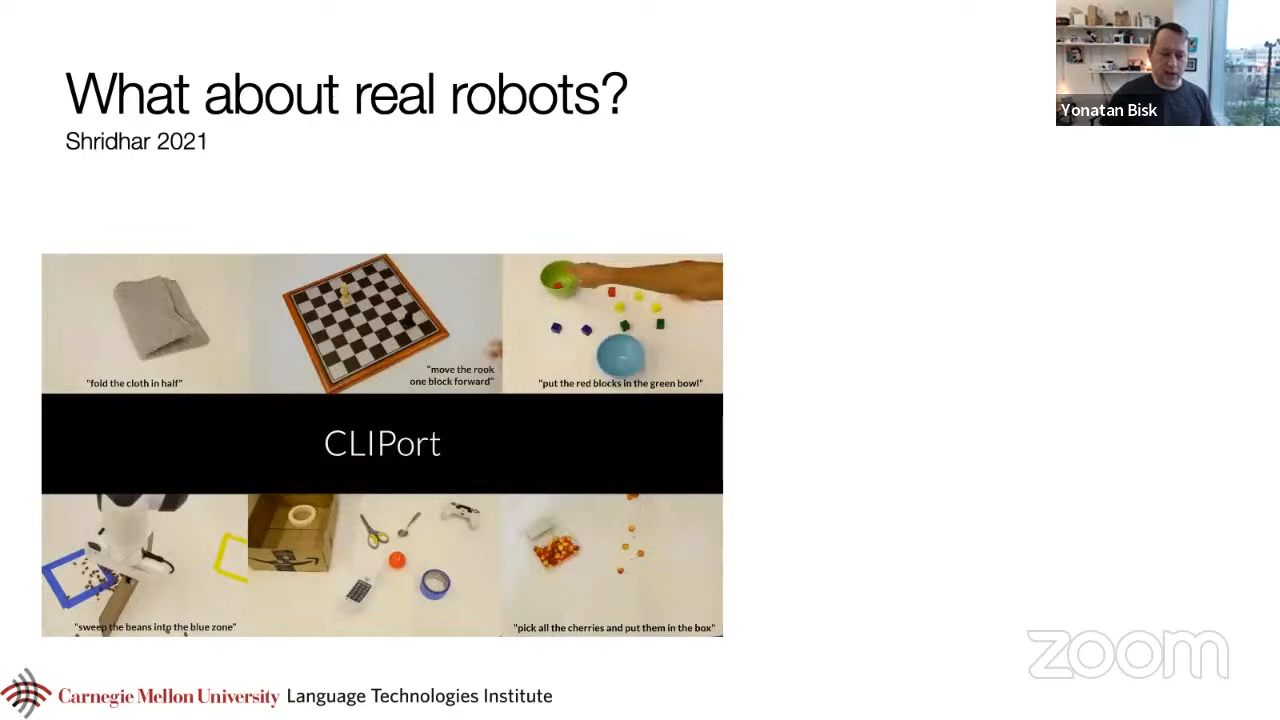 What about real robots?
Shridhar 2021
Yonatan Bisk
"fold the cloth in half"
"move the rook
one block forward"
"put the red blocks in the green bowl"
CLIPort
"sweep the beans into the blue zone"
"pick all the cherries and put them in the box"
zoom
Carnegie Mellon University Language Technologies Institute